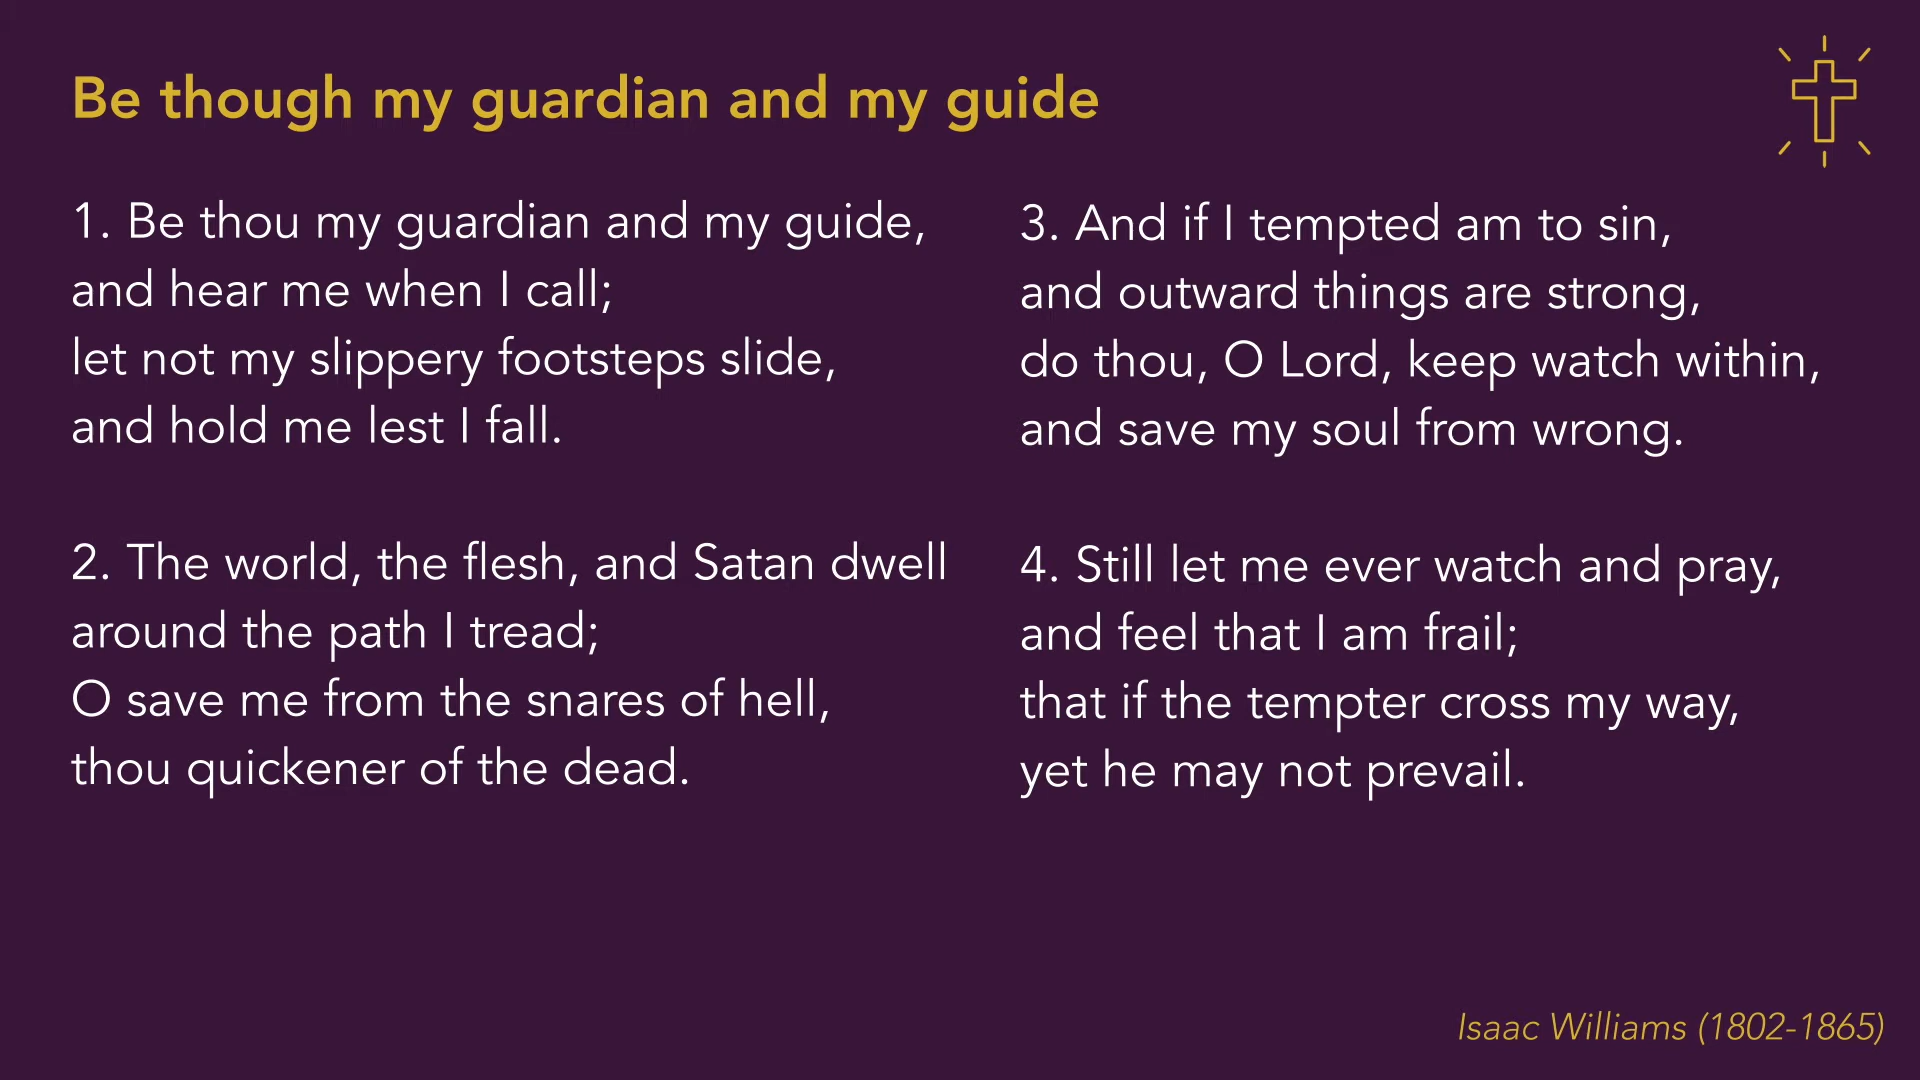 Be though my guardian and my guide
1. Be thou my guardian and my guide,
and hear me when I call;
let not my slippery footsteps slide,
and hold me lest I fall.
2. The world, the flesh, and Satan dwell
around the path I tread;
O save me from the snares of hell,
thou quickener of the dead.
3. And if I tempted am to sin,
and outward things are strong,
do thou, O Lord, keep watch within,
and save my soul from wrong.
4. Still let me ever watch and pray,
and feel that I am frail;
that if the tempter cross my way,
yet he may not prevail.
Isaac Williams (1802-1865)